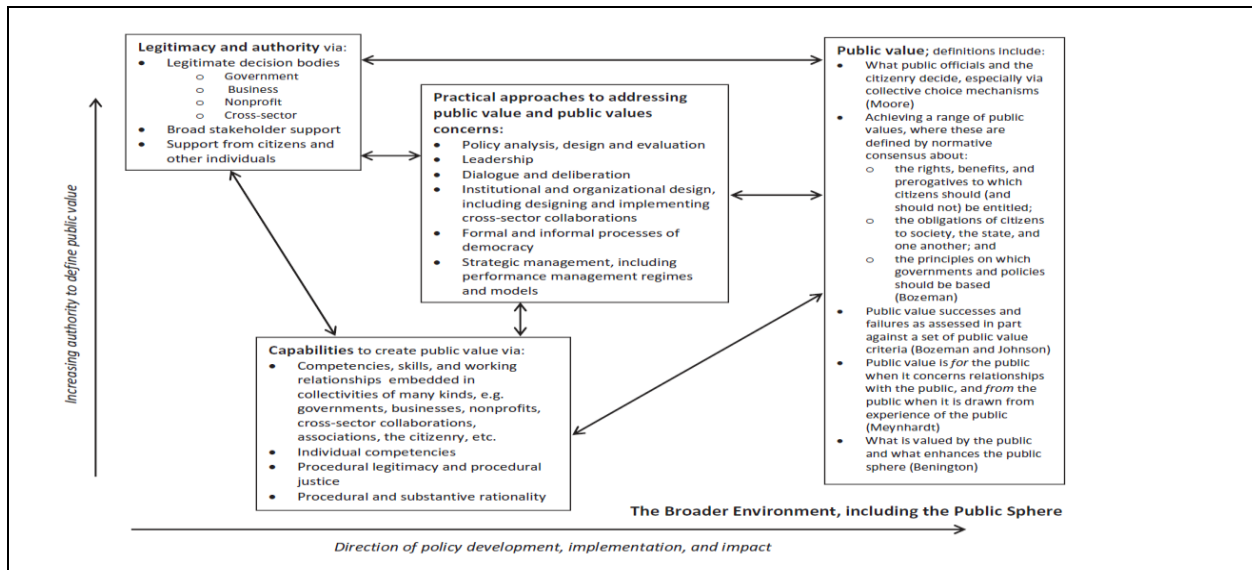 Legitimacy and authority via:
• Legitimate decision bodies
o Government
o Business
o Nonprofit
o Cross-sector
• Broad stakeholder support
• Support from citizens and
other individuals
Practical approaches to addressing
public value and public values
concerns:
• Policy analysis, design and evaluation
• Leadership
• Dialogue and deliberation
• Institutional and organizational design,
including designing and implementing
cross-sector collaborations
• Formal and informal processes of
democracy
• Strategic management, including
performance management regimes
and models
Public value; definitions include:
• What public officials and the
citizenry decide, especially via
collective choice mechanisms
(Moore)
• Achieving a range of public
values, where these are
defined by normative
consensus about:
o the rights, benefits, and
prerogatives to which
citizens should (and
should not) be entitled;
o the obligations of citizens
to society, the state, and
one another; and
o the principles on which
governments and policies
should be based
(Bozeman)
• Public value successes and
failures as assessed in part
against a set of public value
criteria (Bozeman and Johnson)
• Public value is for the public
when it concerns relationships
with the public, and from the
public when it is drawn from
experience of the public
(Meynhardt)
• What is valued by the public
and what enhances the public
sphere (Benington)
Capabilities to create public value via:
• Competencies, skills, and working
relationships embedded in
collectivities of many kinds, e.g.
governments, businesses, nonprofits,
cross-sector collaborations,
associations, the citizenry, etc.
• Individual competencies
• Procedural legitimacy and procedural
justice
• Procedural and substantive rationality
Increasing authority to define public value
The Broader Environment, including the Public Sphere
Direction of policy development, implementation, and impact